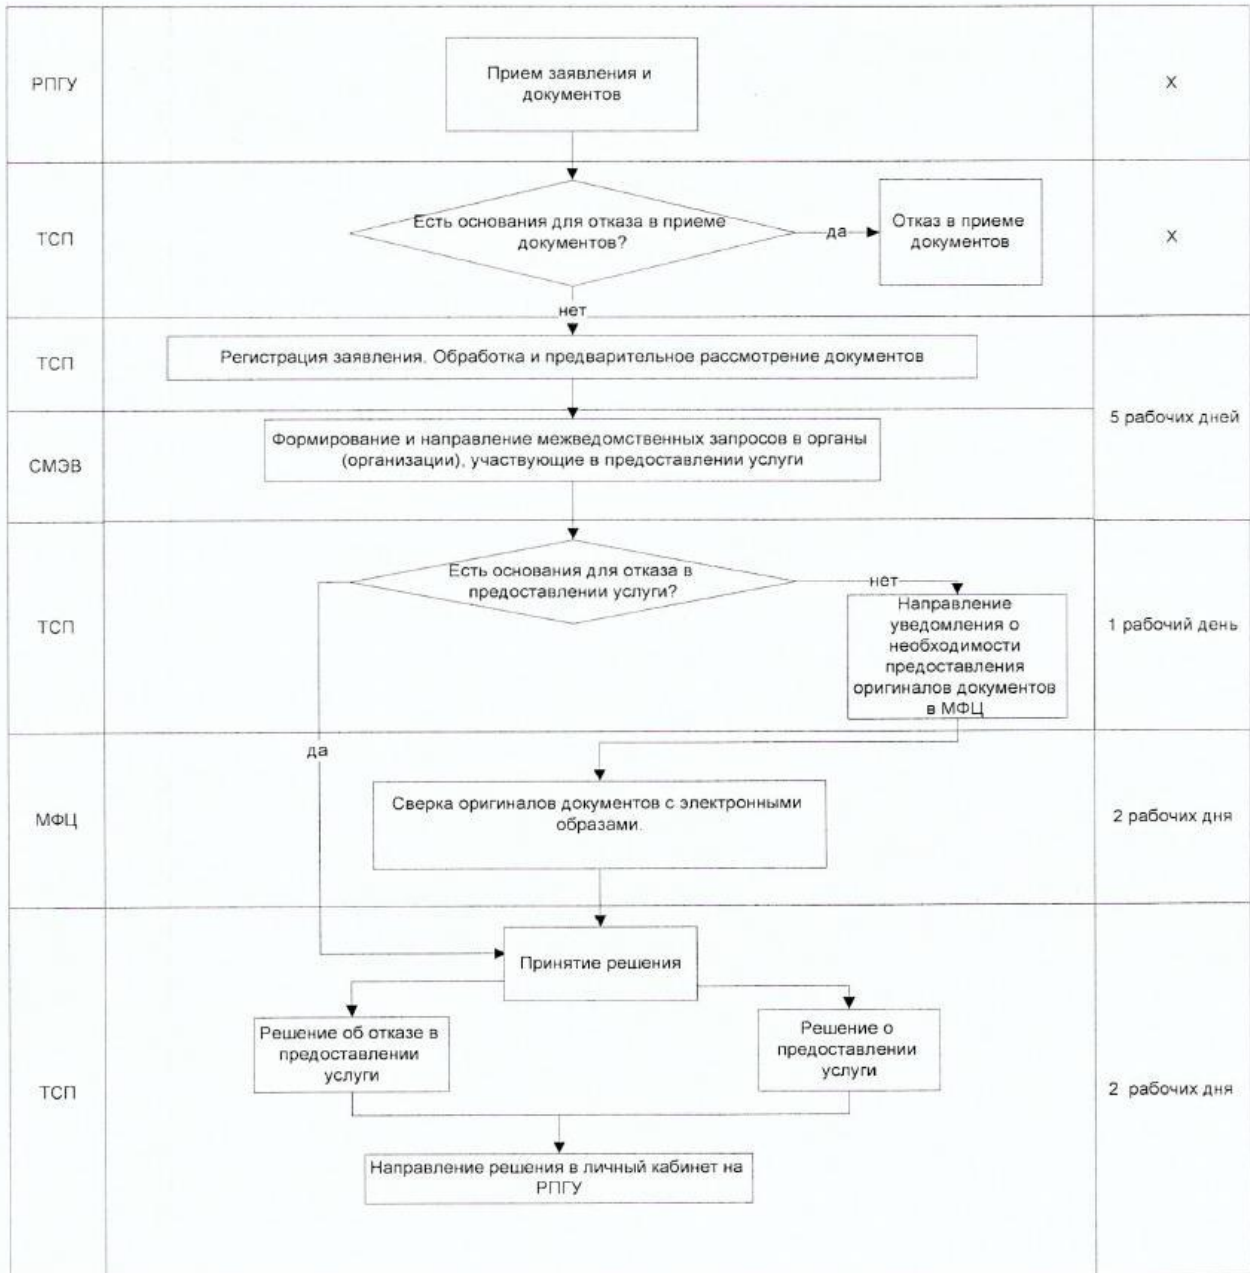 РПГУ
Прием заявления и
документов
X
ТСП
Есть основания для отказа в приеме
документов?
да
Отказ в приеме
документов
X
нет
ТСП
Регистрация заявления. Обработка и предварительное рассмотрение документов
5 рабочих дней
СМЭВ
Формирование и направление межведомственных запросов в органы
(организации), участвующие в предоставлении услуги
ТСП
Есть основания для отказа в
предоставлении услуги?
нет
Направление
уведомления о
необходимости
предоставления
оригиналов документов
в МФЦ
1 рабочий день
да
МФЦ
Сверка оригиналов документов с электронными
образами.
2 рабочих дня
ТСП
Принятие решения
Решение об отказе в
предоставлении
услуги
Решение о
предоставлении
услуги
2 рабочих дня
Направление решения в личный кабинет на
РПГУ